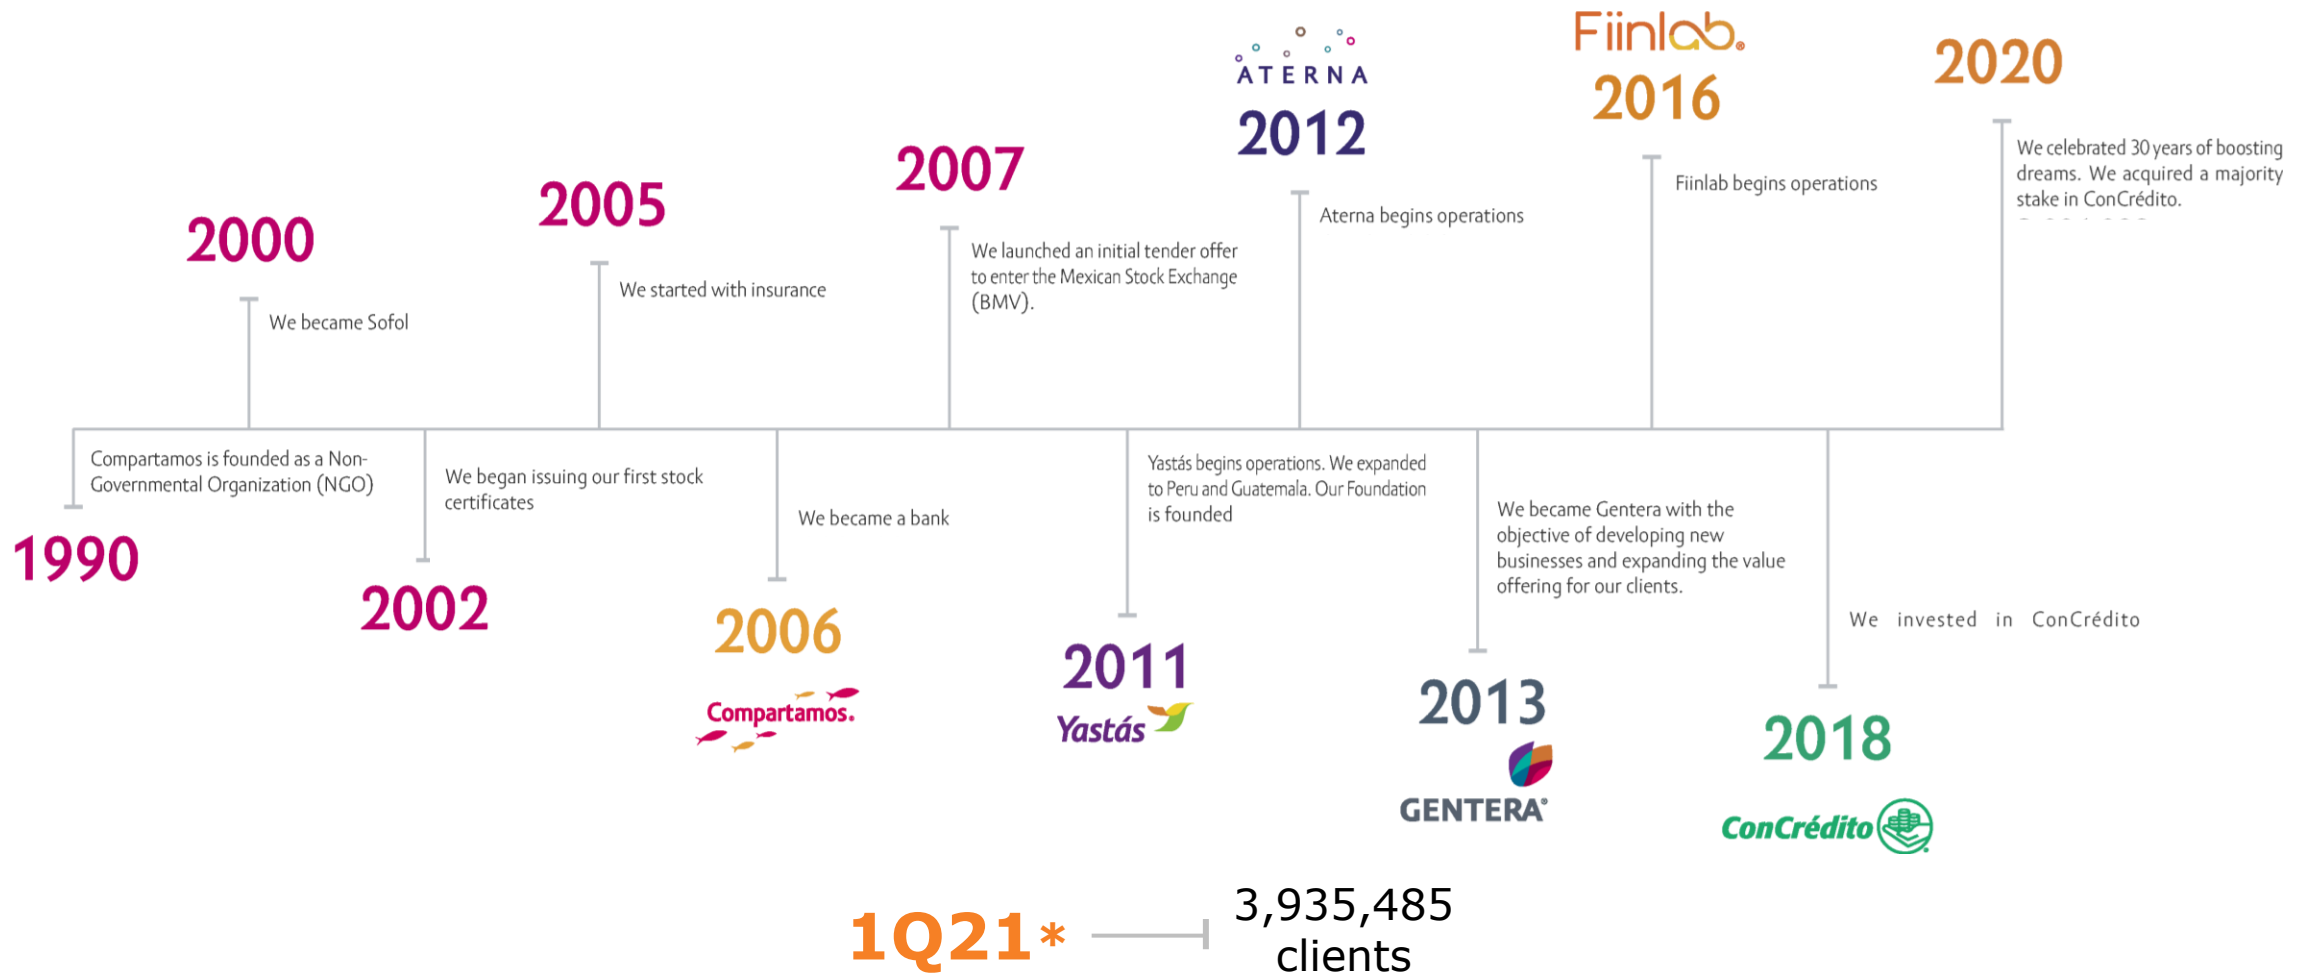 1990
Compartamos is founded as a Non-
Governmental Organization (NGO)
2000
We became Sofol
2002
We began issuing our first stock
certificates
2005
We started with insurance
2006
Compartamos.
We became a bank
2007
We launched an initial tender offer
to enter the Mexican Stock Exchange
(BMV).
2011
Yastás
Yastás begins operations. We expanded
to Peru and Guatemala. Our Foundation
is founded
ATERNA
2012
Aterna begins operations
2013
GENTERA®
We became Gentera with the
objective of developing new
businesses and expanding the value
offering for our clients.
Fiinlab®
2016
Fiinlab begins operations
2018
ConCrédito
We invested in ConCrédito
2020
We celebrated 30 years of boosting
dreams. We acquired a majority
stake in ConCrédito.
1Q21*
3,935,485
clients